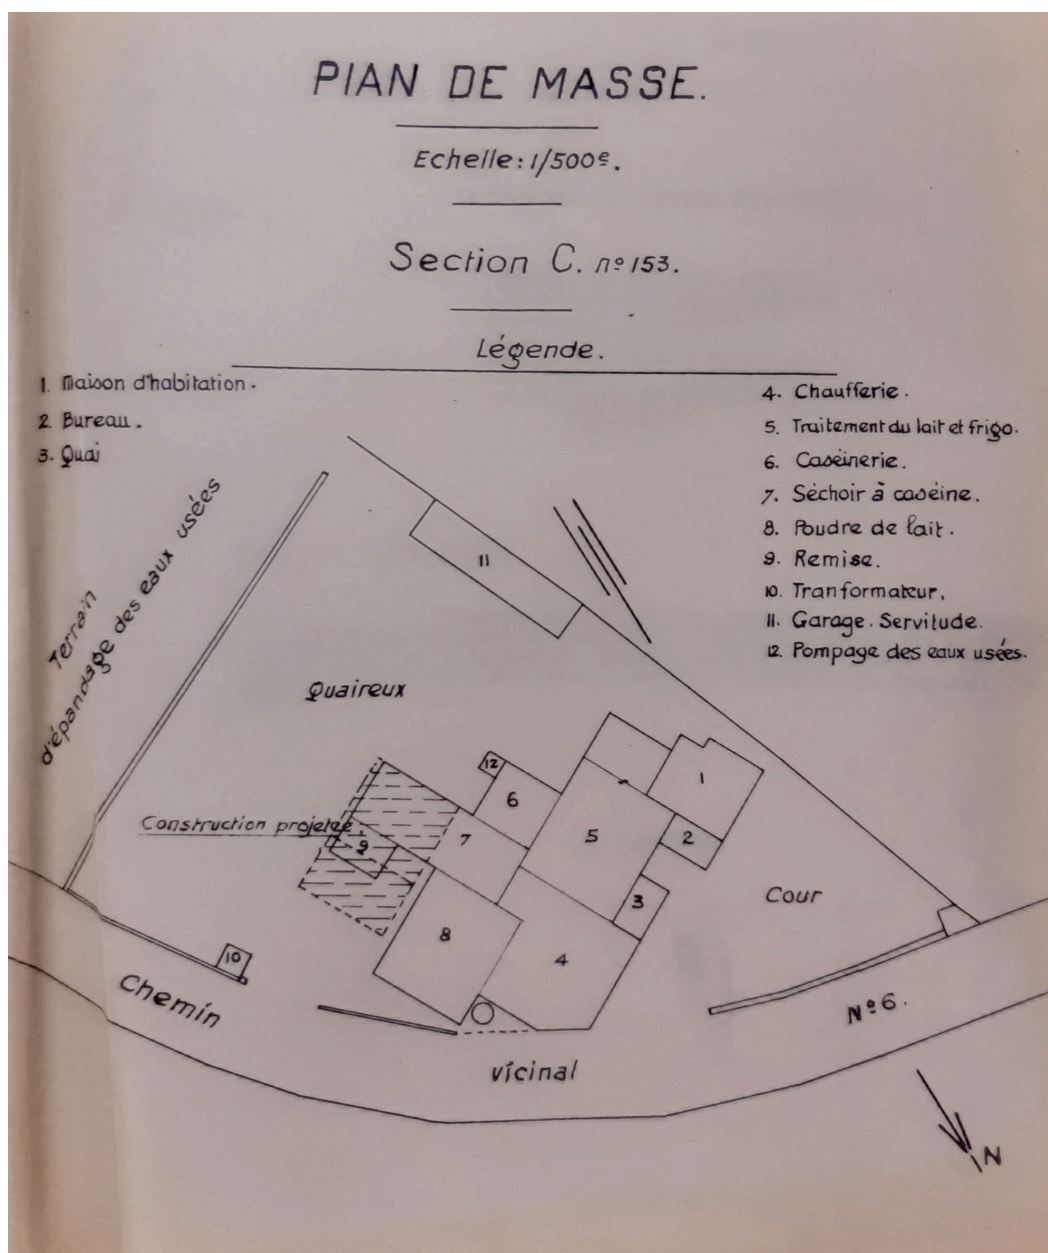 PlAN DE MASSE.
Echelle: 1/500e.
Section C. nº 153.
Légende.
1. Maison d'habitation.
2. Bureau.
3. Quai
4. Chaufferie.
5. Traitement du lait et frigo.
6. Caséinerie.
7. Séchoir à caséine.
8. Poudre de lait.
9. Remise.
10. Tranformateur.
11. Garage. Servitude.
12. Pompage des eaux usées.
Terrain
d'épandage des eaux usées
11
Quaireux
12
6
1
Construction projetée.
9
7
5
2
3
Cour
8
4
10
Chemin
vicinal
Nº 6.
N